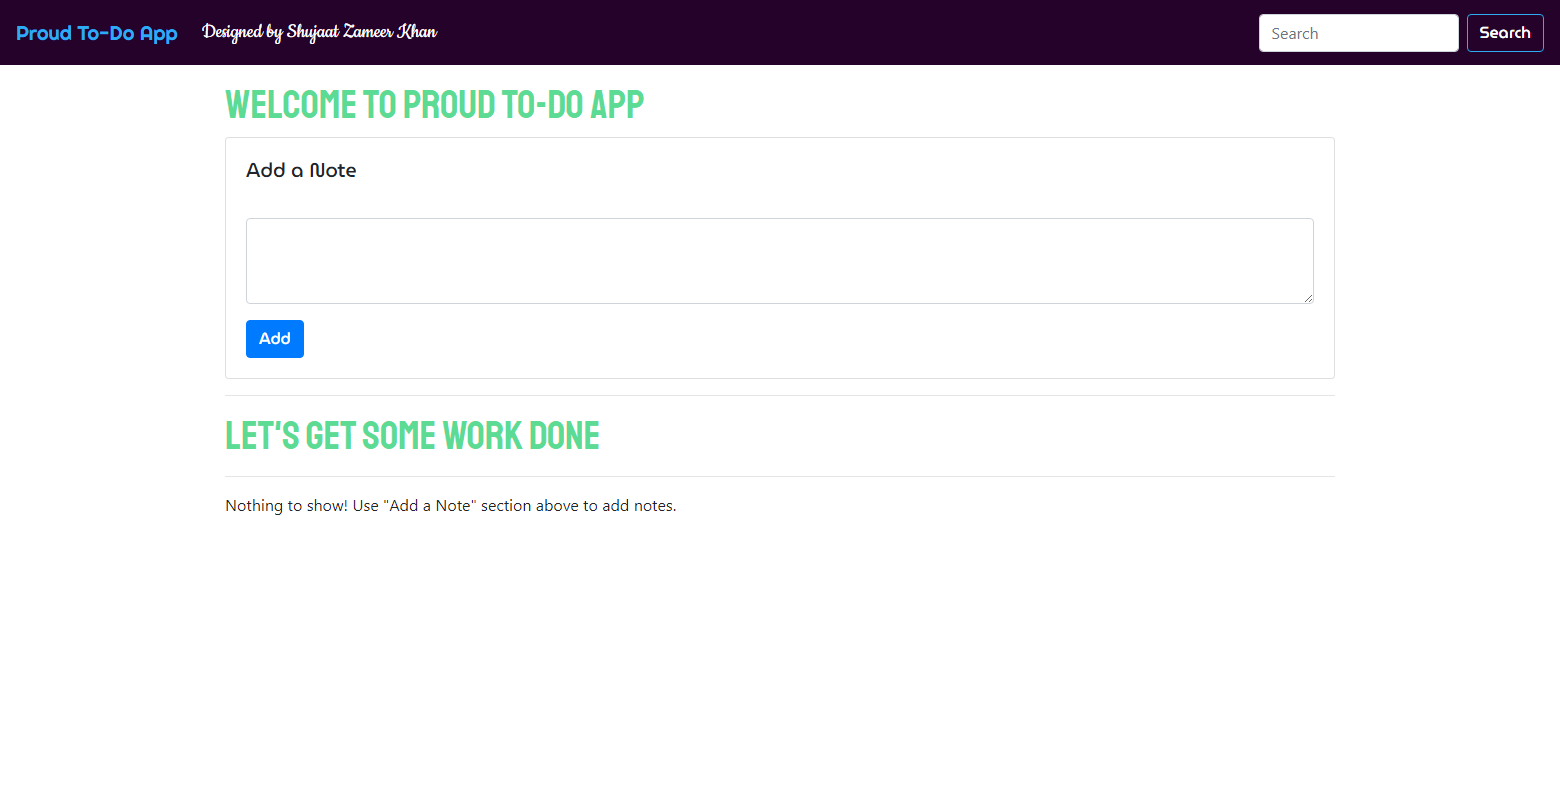 Proud To-Do App Designed by Shujaat Zameer Khan Search Search
WELCOME TO PROUD TO-DO APP
Add a Note
Add
LET'S GET SOME WORK DONE
Nothing to show! Use "Add a Note" section above to add notes.